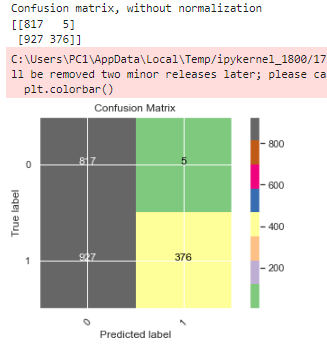 Confusion matrix, without normalization
[[817   5]
 [927 376]]
C:\Users\PC1\AppData\Local\Temp/ipykernel_1800/17
ll be removed two minor releases later; please ca
  plt.colorbar()
Confusion Matrix
0
817
5
1
927
376
True label
0
1
Predicted label
800
600
400
200